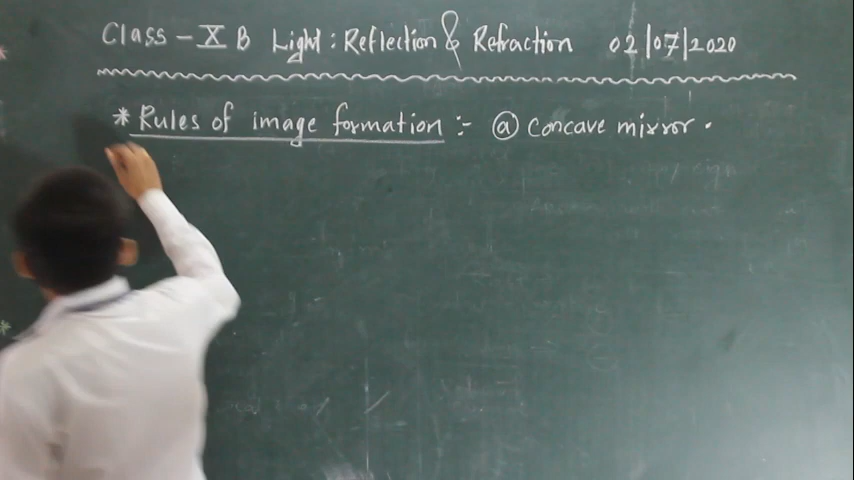 Class - X B Light : Reflection & Refraction 02/07/2020
* Rules of image formation :- ⓐ Concave mirror.